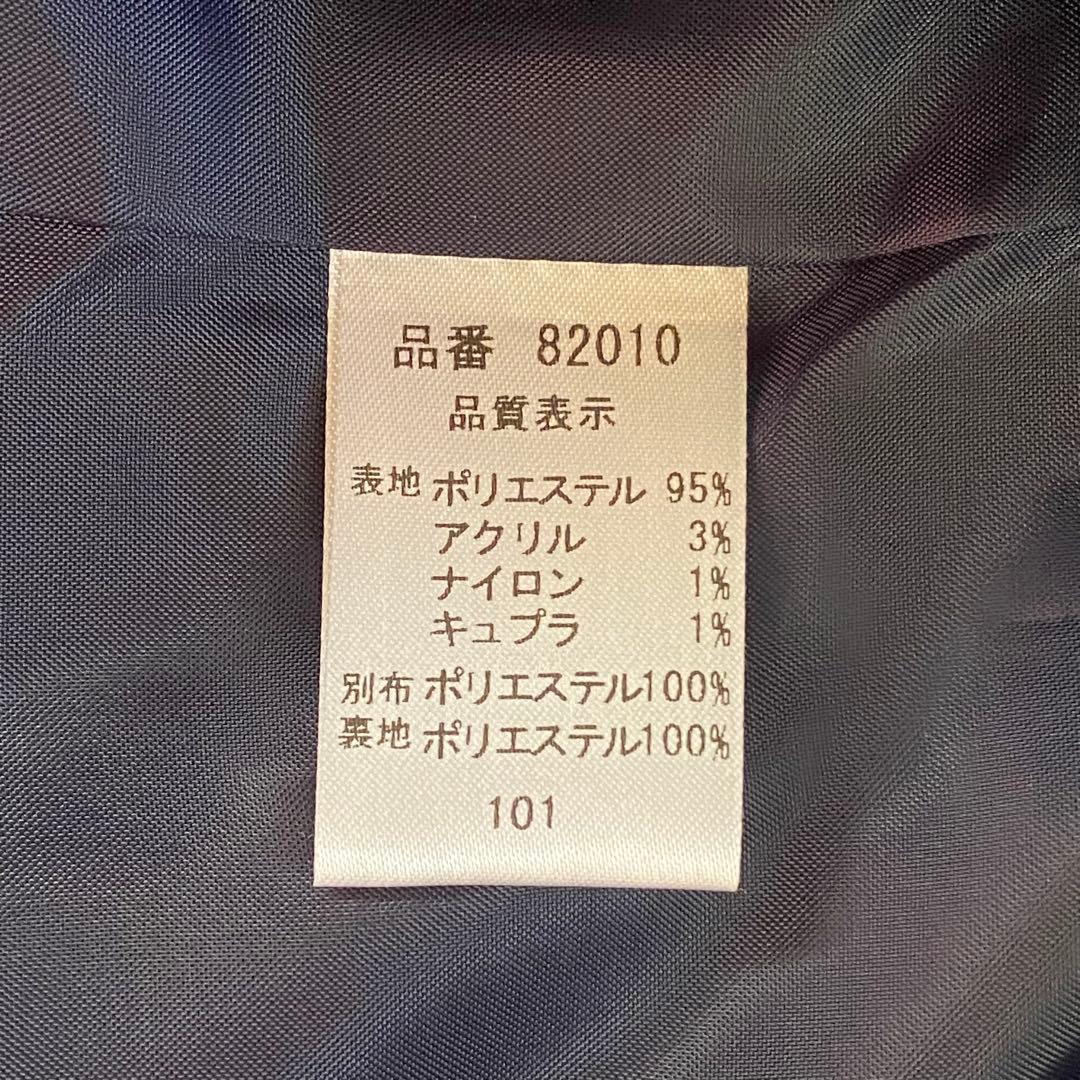 品番 82010
品質表示
表地 ポリエステル 95%
アクリル 3%
ナイロン 1%
キュプラ 1%
別布 ポリエステル100%
裏地 ポリエステル100%
101